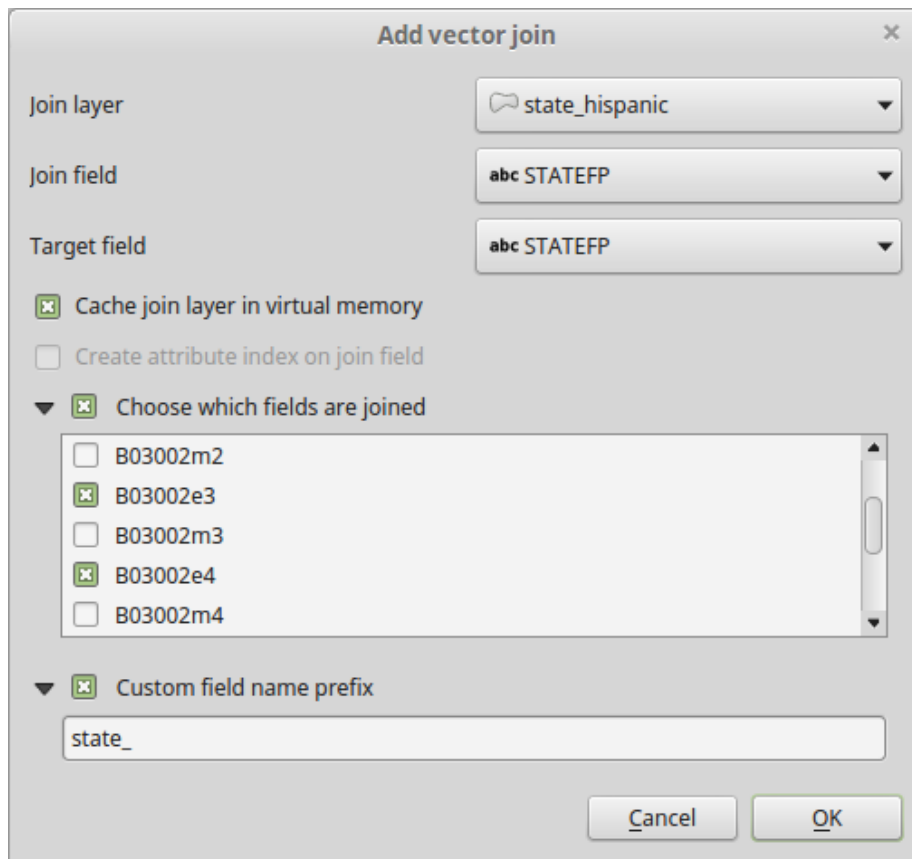 Add vector join
Join layer
state_hispanic
Join field
abc STATEFP
Target field
abc STATEFP
Cache join layer in virtual memory
Create attribute index on join field
Choose which fields are joined
B03002m2
B03002e3
B03002m3
B03002e4
B03002m4
Custom field name prefix
state_
Cancel
OK